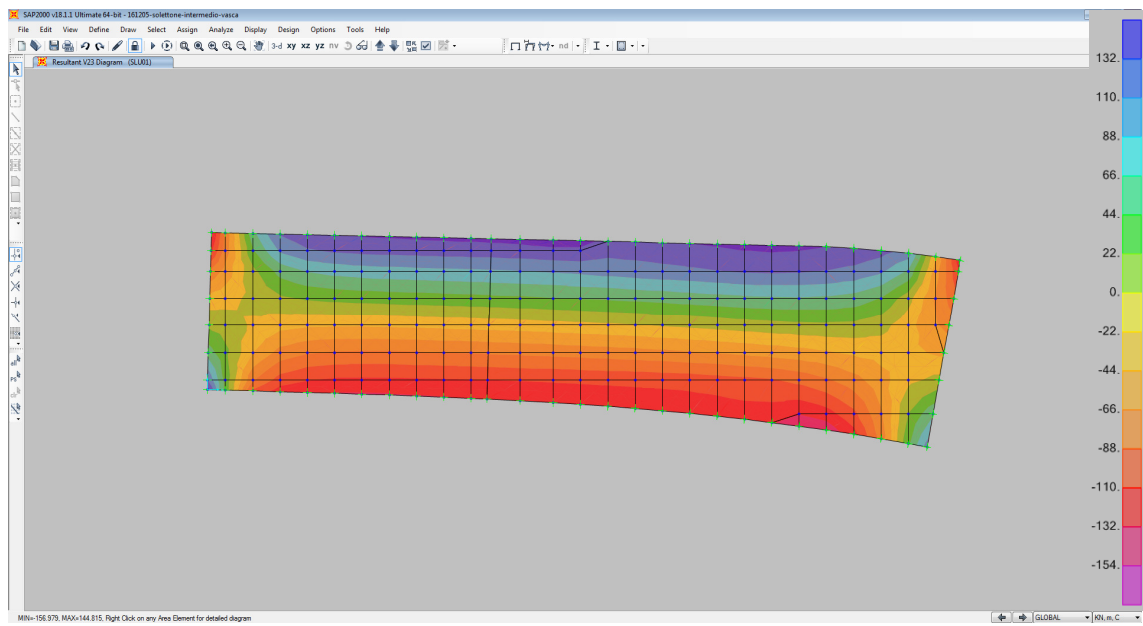 SAP2000 v18.1.1 Ultimate 64-bit - 161205-solettone-intermedio-vasca
File Edit View Define Draw Select Assign Analyze Display Design Options Tools Help
3-d xy xz yz nv nd
Resultant V23 Diagram (SLU01)
132.
110.
88.
66.
44.
22.
0.
-22.
-44.
-66.
-88.
-110.
-132.
-154.
MIN=-156.979, MAX=144.815, Right Click on any Area Element for detailed diagram
GLOBAL KN, m, C